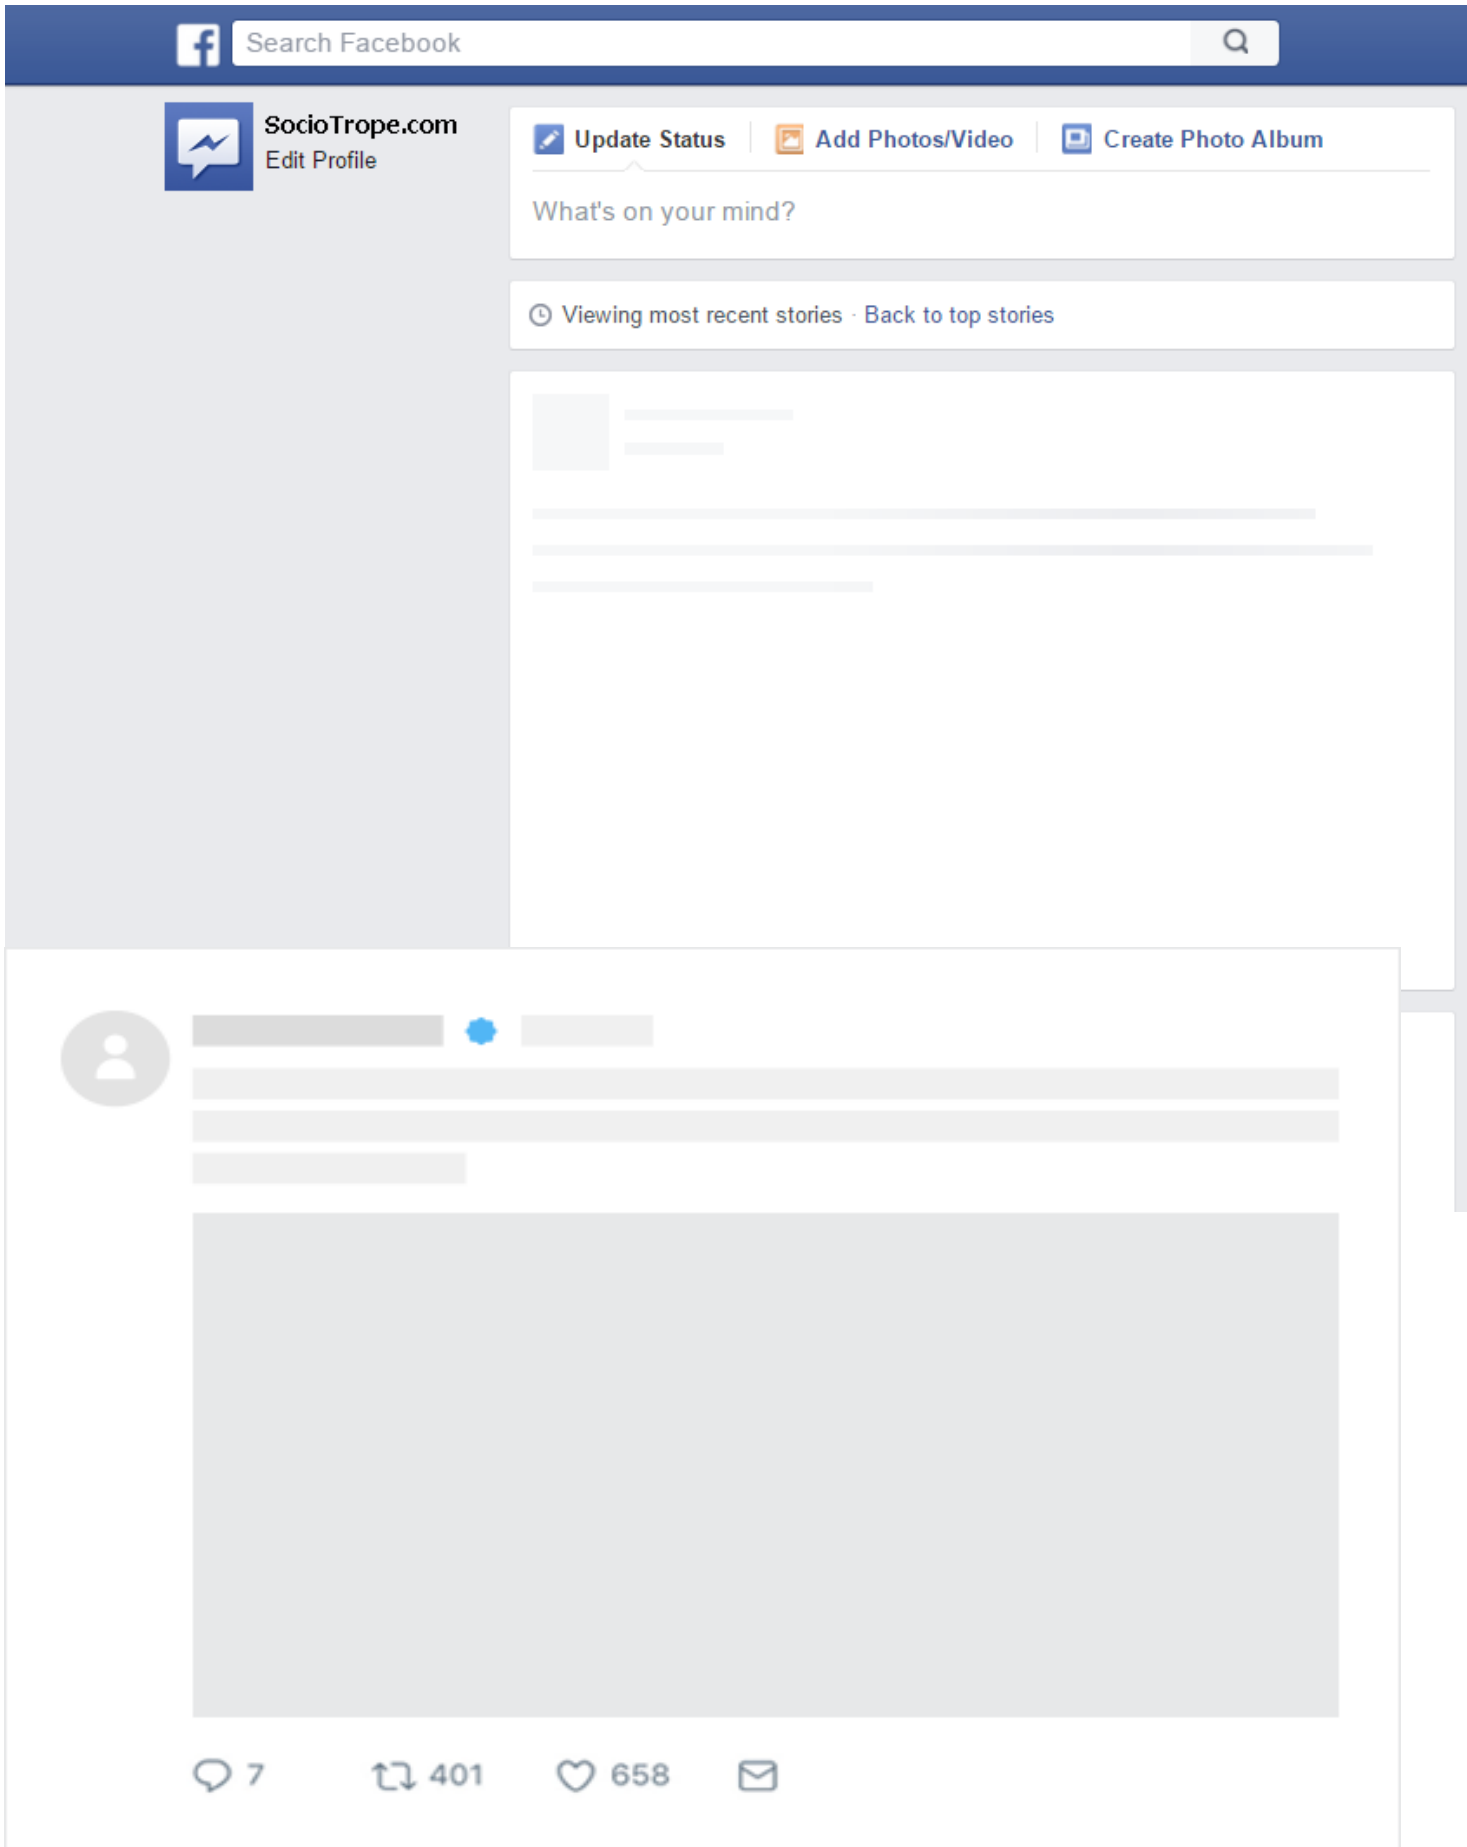 f Search Facebook
SocioTrope.com
Edit Profile
Update Status Add Photos/Video Create Photo Album
What's on your mind?
Viewing most recent stories · Back to top stories
7 401 658